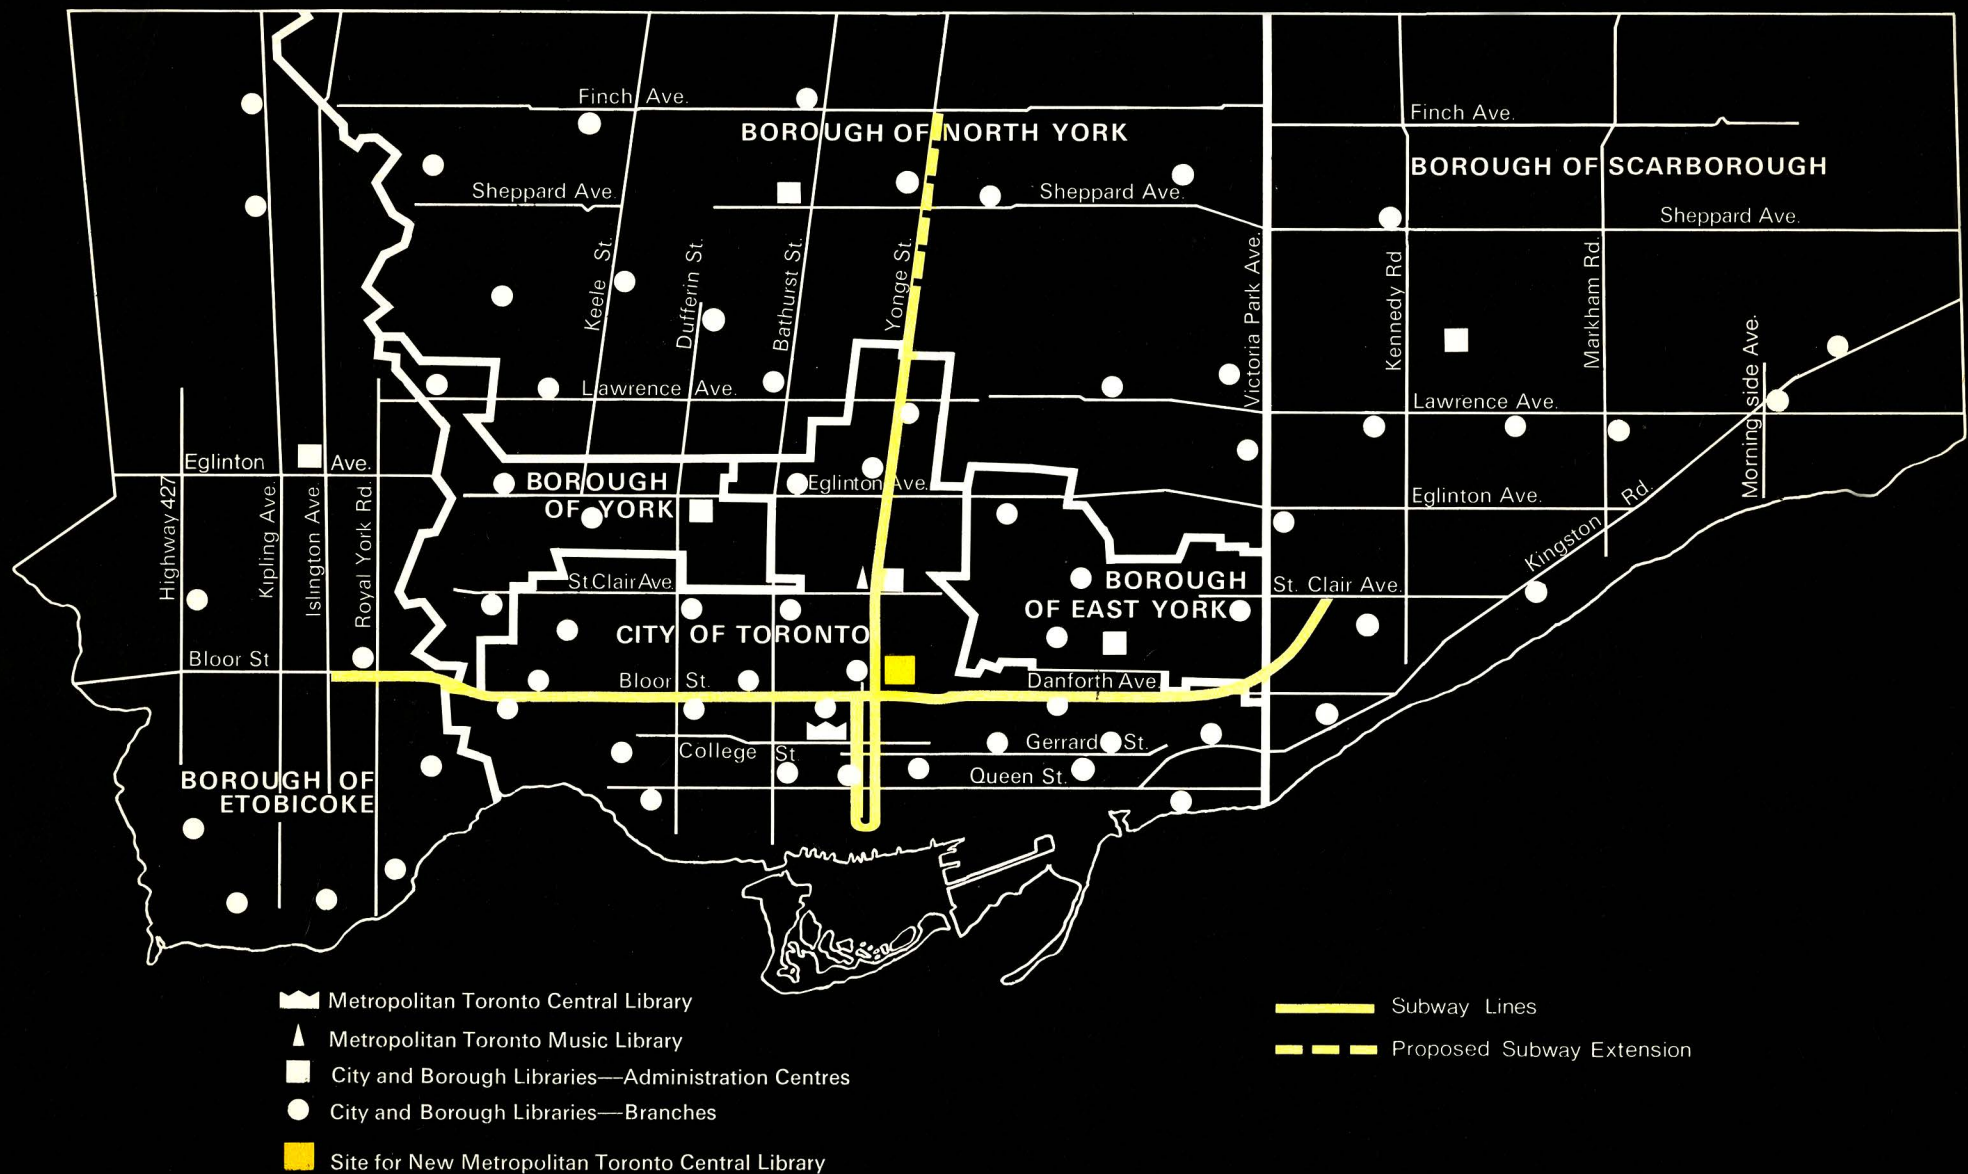 Finch Ave.
BOROUGH OF NORTH YORK
Finch Ave.
BOROUGH OF SCARBOROUGH
Sheppard Ave.
Sheppard Ave.
Sheppard Ave.
Keele St.
Dufferin St.
Bathurst St.
Yonge St.
Victoria Park Ave.
Kennedy Rd
Markham Rd.
Morningside Ave.
Lawrence Ave.
Lawrence Ave.
Eglinton Ave.
BOROUGH
OF YORK
Eglinton Ave.
Eglinton Ave.
Kingston Rd.
Highway 427
Kipling Ave.
Islington Ave.
Royal York Rd.
St.Clair Ave.
BOROUGH
OF EAST YORK
St. Clair Ave.
CITY OF TORONTO
Bloor St
Bloor St.
Danforth Ave.
College St.
Gerrard St.
Queen St.
BOROUGH OF
ETOBICOKE
Metropolitan Toronto Central Library
Metropolitan Toronto Music Library
City and Borough Libraries—Administration Centres
City and Borough Libraries—Branches
Site for New Metropolitan Toronto Central Library
Subway Lines
Proposed Subway Extension